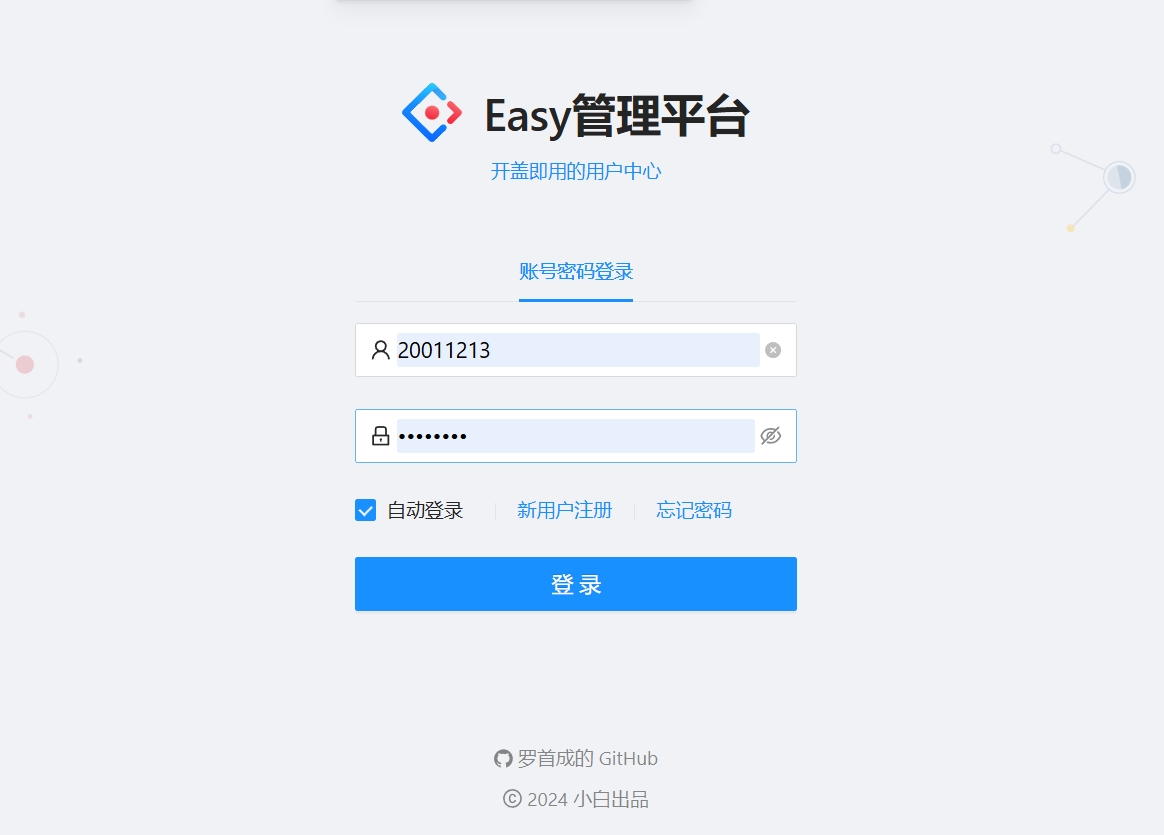 Easy管理平台
开盖即用的用户中心
账号密码登录
20011213
••••••••
自动登录 新用户注册 忘记密码
登 录
罗首成的 GitHub
© 2024 小白出品